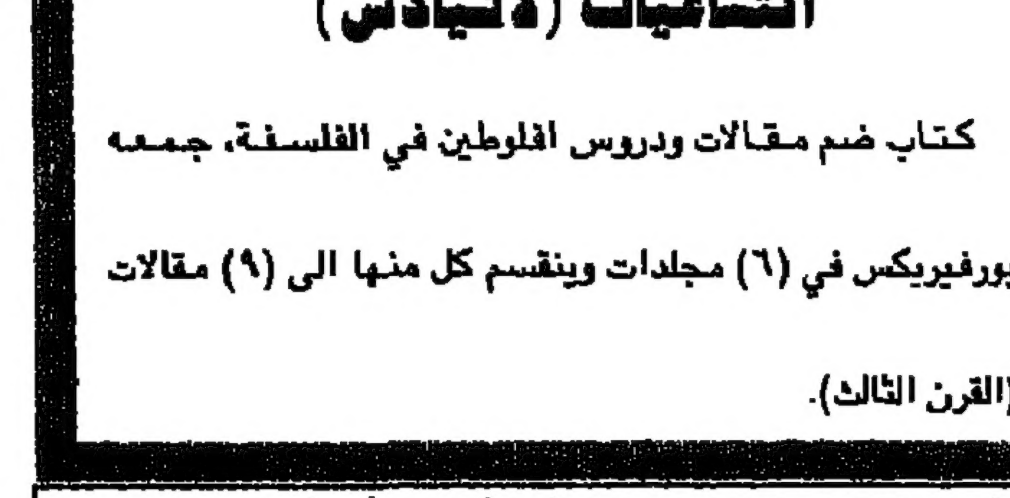 كتاب ضم مقالات ودروس افلوطين في الفلسفة، جمعه
بورفيريكس في (٦) مجلدات وينقسم كل منها الى (٩) مقالات
(القرن الثالث).